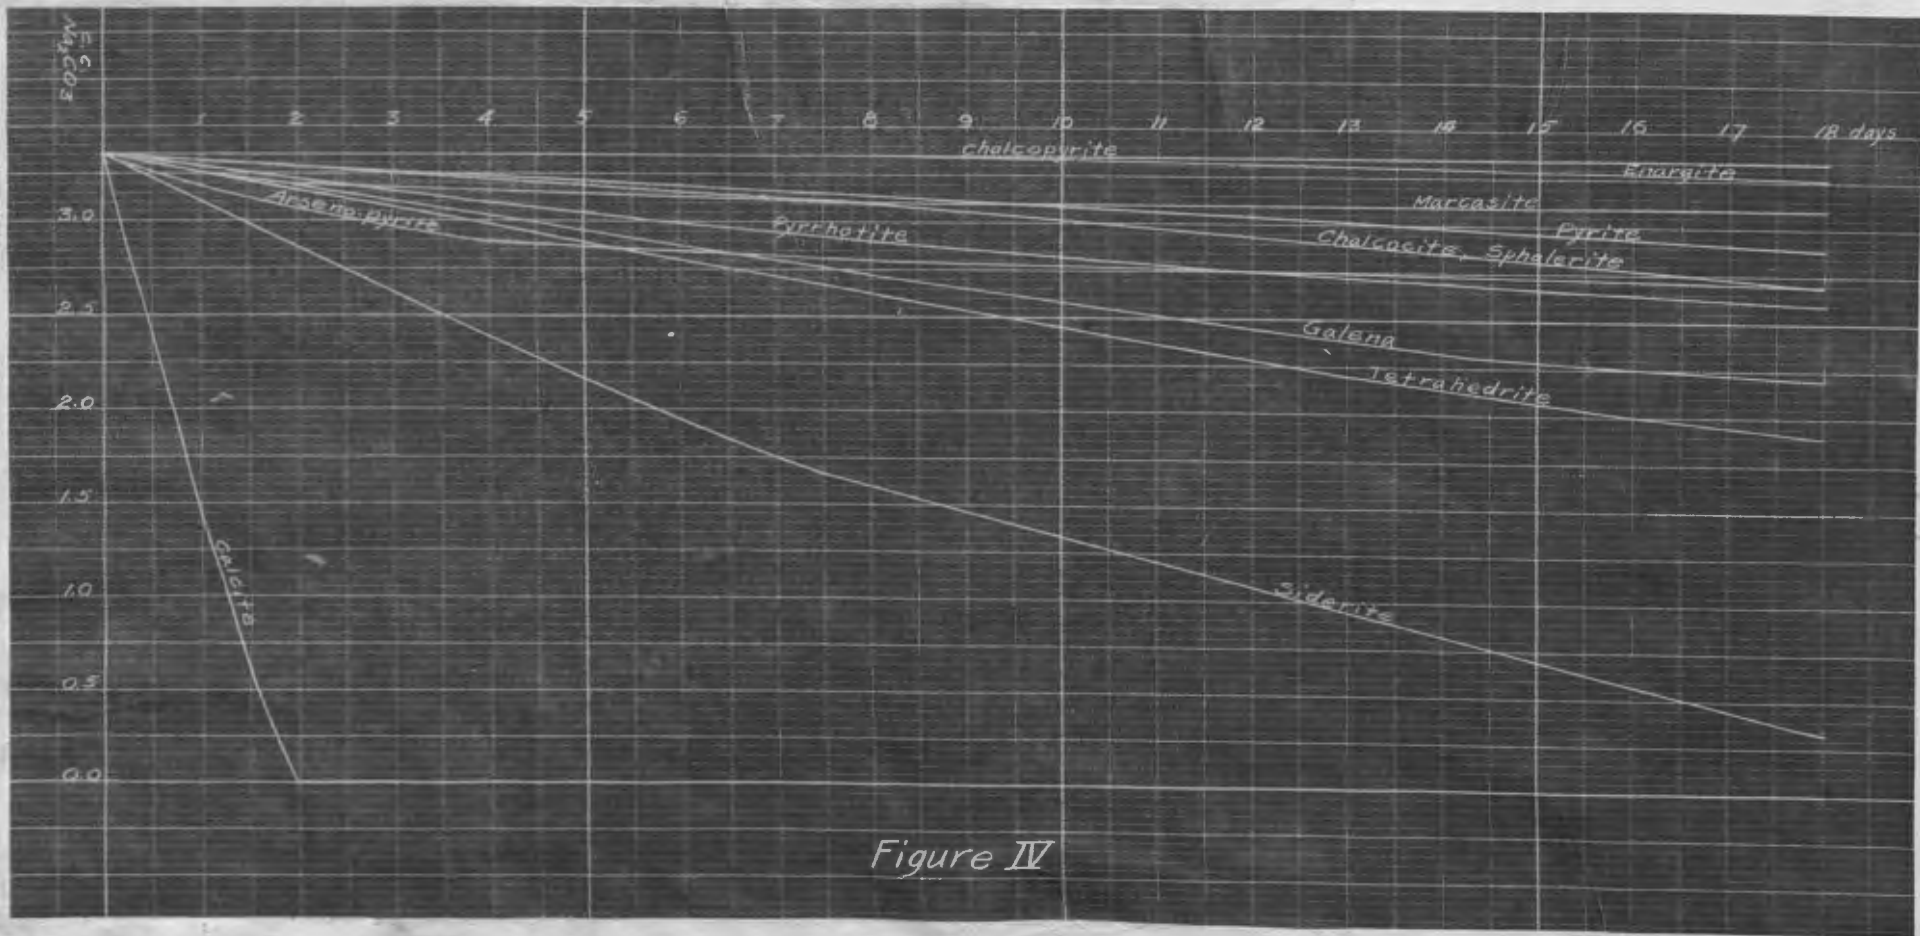 C.C.
Na2CO3
1 2 3 4 5 6 7 8 9 10 11 12 13 14 15 16 17 18 days
chalcopyrite
Enargite
Marcasite
Arseno-pyrite
3.0
Pyrrhotite
Pyrite
Chalcocite, Sphalerite
2.5
Galena
Tetrahedrite
2.0
1.5
Calcite
1.0
Siderite
0.5
0.0
Figure IV